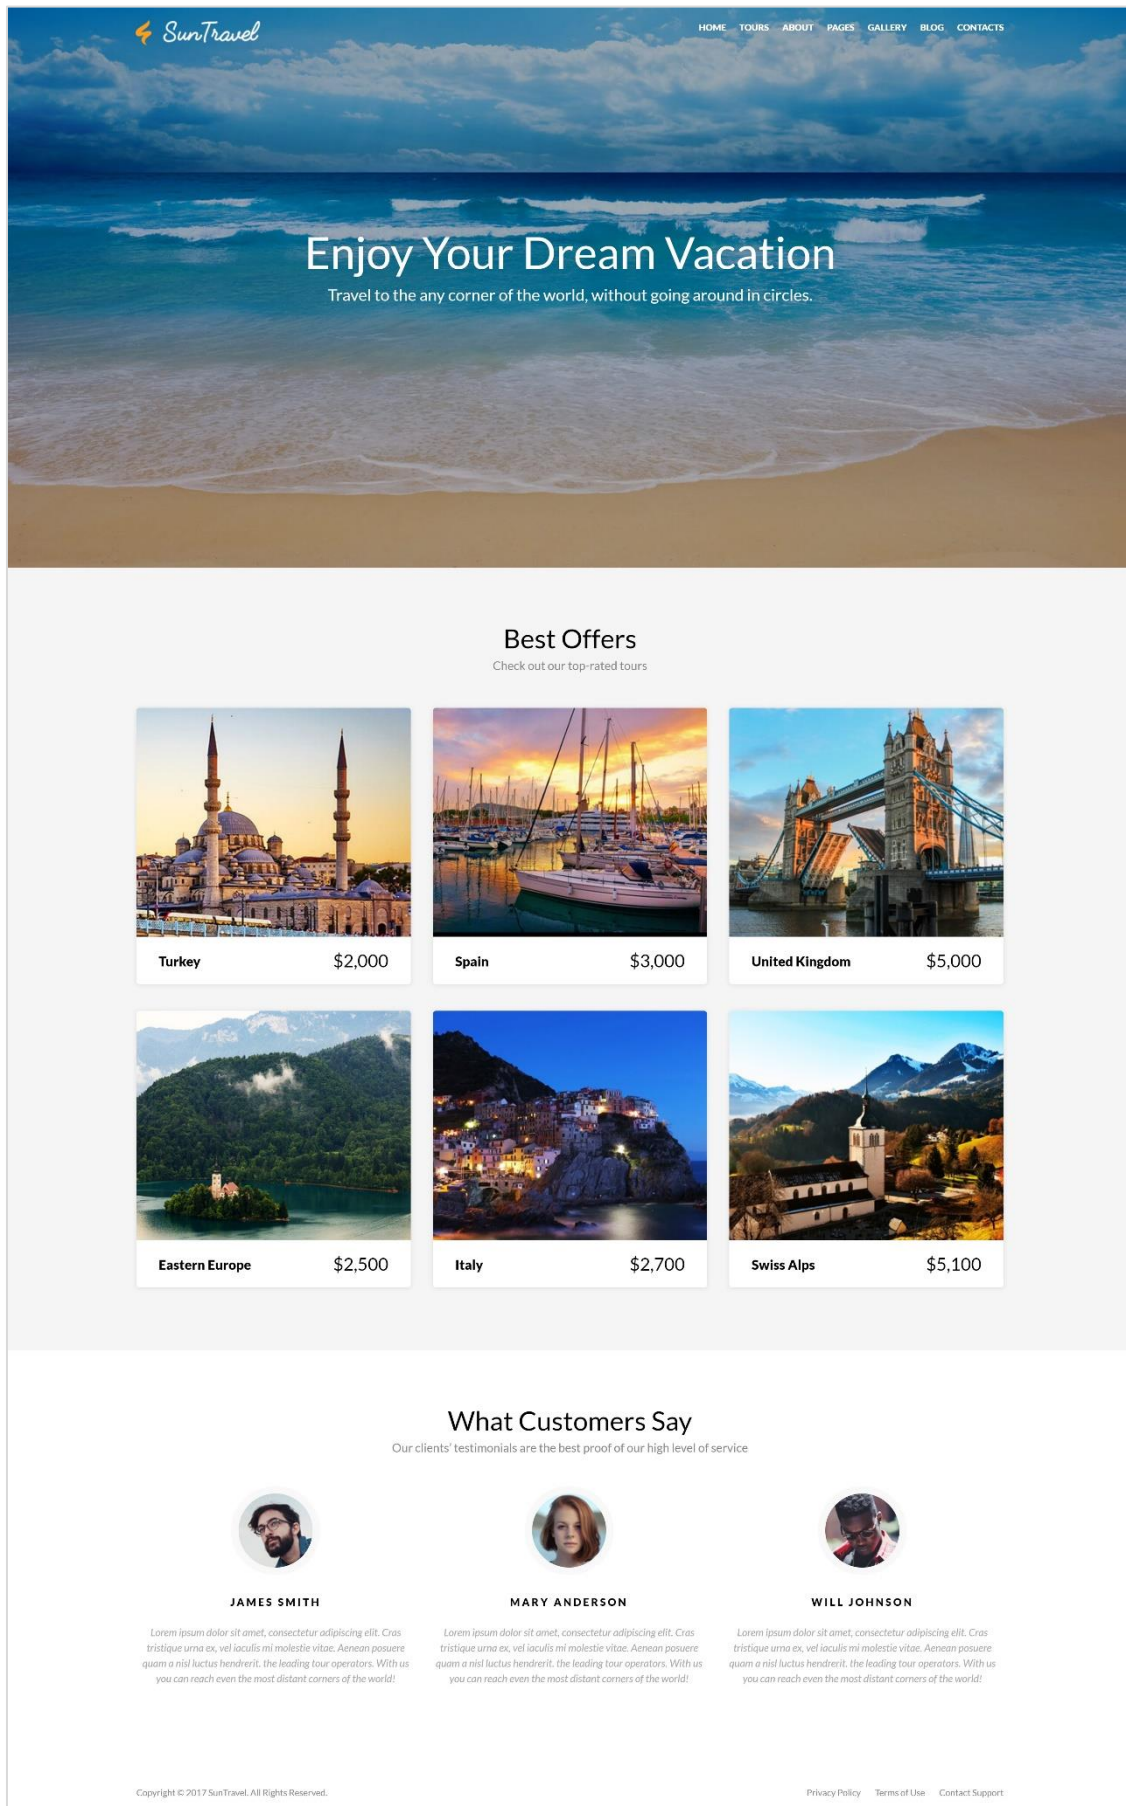 SunTravel
HOME TOURS ABOUT PAGES GALLERY BLOG CONTACTS
Enjoy Your Dream Vacation
Travel to the any corner of the world, without going around in circles.
Best Offers
Check out our top-rated tours
Turkey $2,000
Spain $3,000
United Kingdom $5,000
Eastern Europe $2,500
Italy $2,700
Swiss Alps $5,100
What Customers Say
Our clients' testimonials are the best proof of our high level of service
JAMES SMITH
Lorem ipsum dolor sit amet, consectetur adipiscing elit. Cras
tristique urna ex, vel iaculis mi molestie vitae. Aenean posuere
quam a nisl luctus hendrerit. the leading tour operators. With us
you can reach even the most distant corners of the world!
MARY ANDERSON
Lorem ipsum dolor sit amet, consectetur adipiscing elit. Cras
tristique urna ex, vel iaculis mi molestie vitae. Aenean posuere
quam a nisl luctus hendrerit. the leading tour operators. With us
you can reach even the most distant corners of the world!
WILL JOHNSON
Lorem ipsum dolor sit amet, consectetur adipiscing elit. Cras
tristique urna ex, vel iaculis mi molestie vitae. Aenean posuere
quam a nisl luctus hendrerit. the leading tour operators. With us
you can reach even the most distant corners of the world!
Copyright © 2017 SunTravel. All Rights Reserved.
Privacy Policy Terms of Use Contact Support